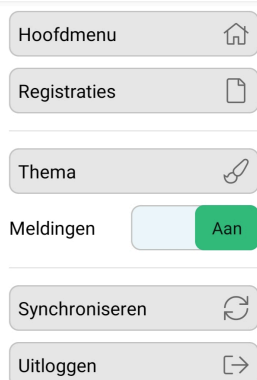 Hoofdmenu
Registraties
Thema
Meldingen Aan
Synchroniseren
Uitloggen